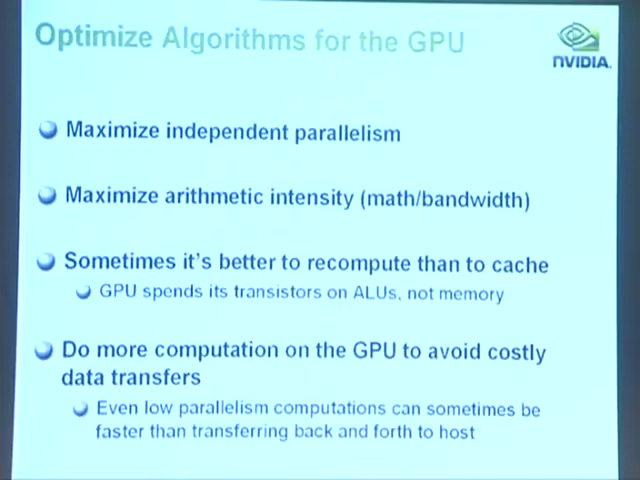 Optimize Algorithms for the GPU
nVIDIA.
Maximize independent parallelism
Maximize arithmetic intensity (math/bandwidth)
Sometimes it's better to recompute than to cache
GPU spends its transistors on ALUs, not memory
Do more computation on the GPU to avoid costly
data transfers
Even low parallelism computations can sometimes be
faster than transferring back and forth to host